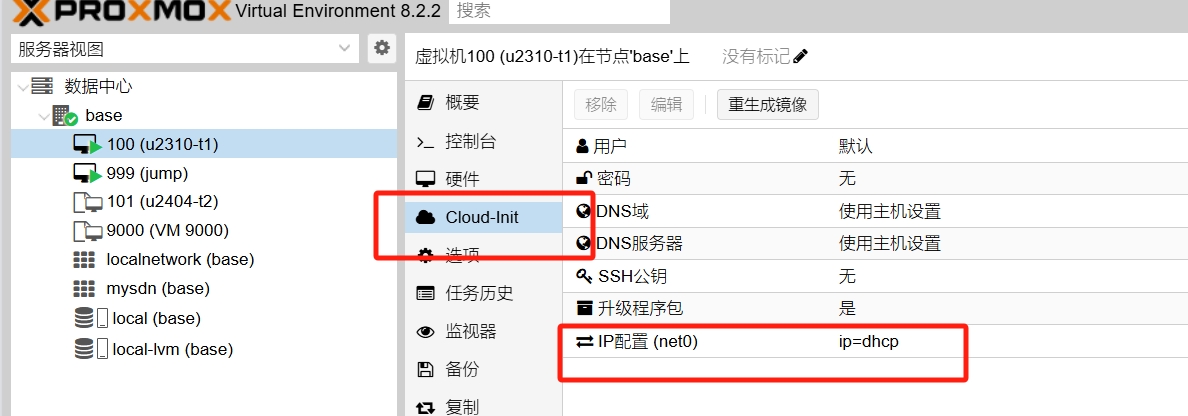 PROXMOX Virtual Environment 8.2.2 搜索
服务器视图
数据中心
base
100 (u2310-t1)
999 (jump)
101 (u2404-t2)
9000 (VM 9000)
localnetwork (base)
mysdn (base)
local (base)
local-lvm (base)
虚拟机100 (u2310-t1)在节点'base'上 没有标记
概要
控制台
硬件
Cloud-Init
选项
任务历史
监视器
备份
复制
移除 编辑 重生成镜像
用户 默认
密码 无
DNS域 使用主机设置
DNS服务器 使用主机设置
SSH公钥 无
升级程序包 是
IP配置 (net0) ip=dhcp